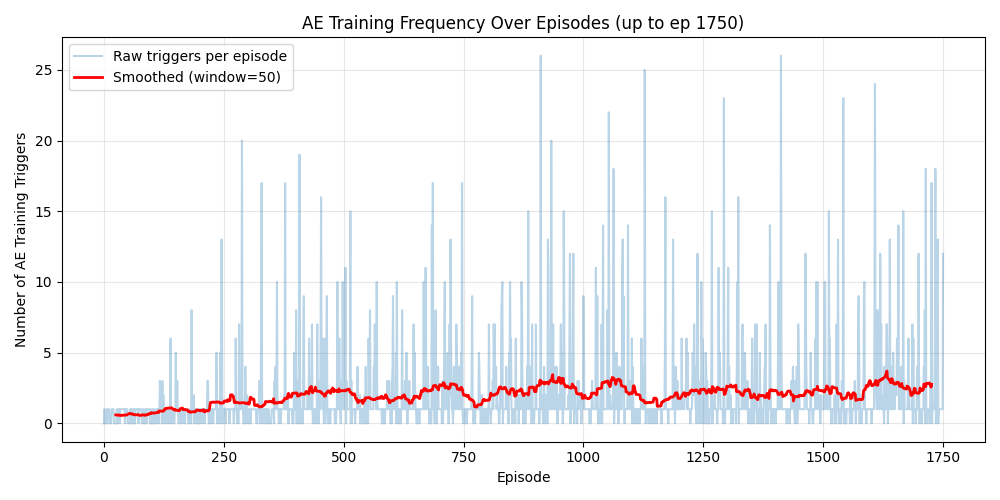 AE Training Frequency Over Episodes (up to ep 1750)
Raw triggers per episode
Smoothed (window=50)
Number of AE Training Triggers
25
20
15
10
5
0
0
250
500
750
1000
1250
1500
1750
Episode